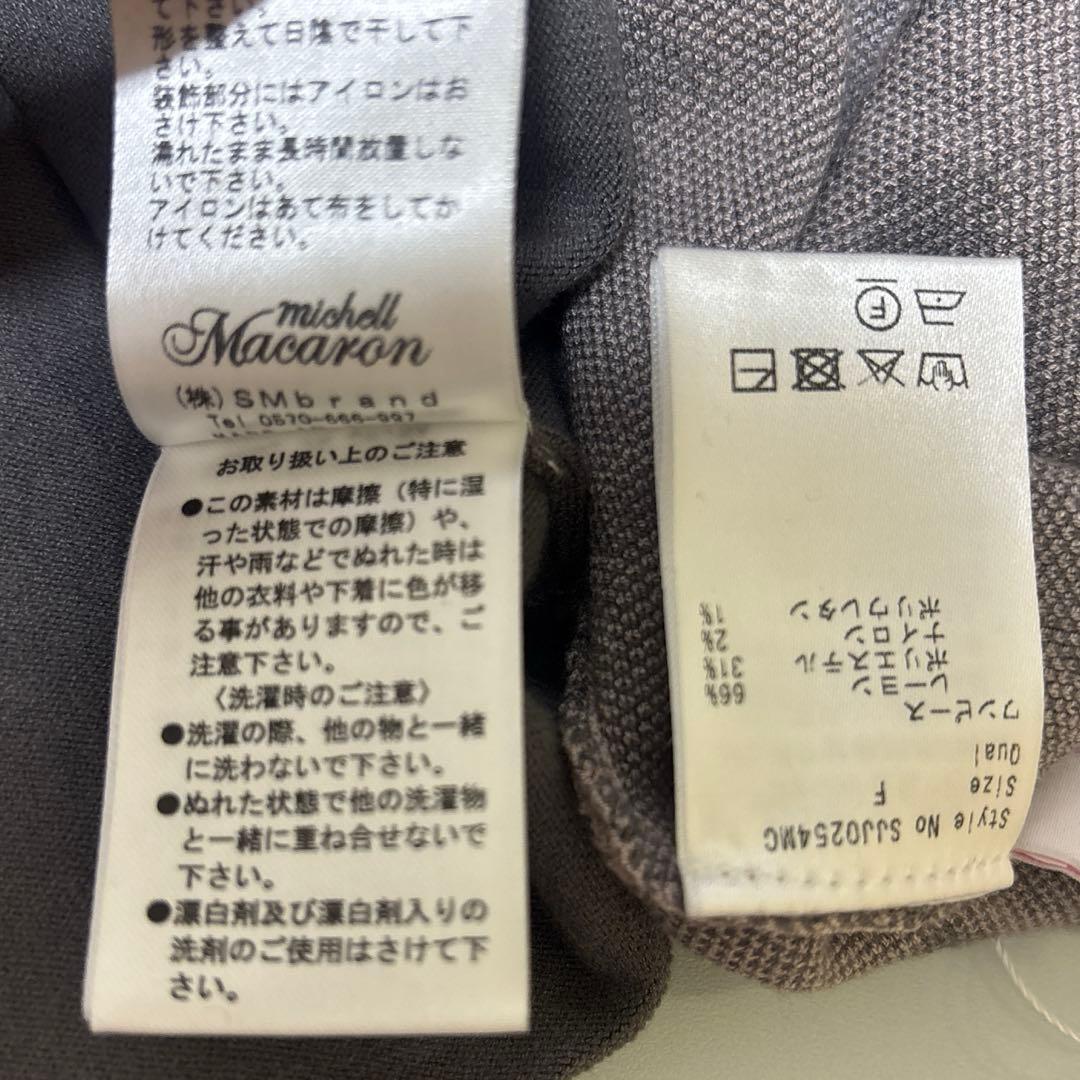 て下さい。
形を整えて日陰で干して下
さい。
装飾部分にはアイロンはお
さけ下さい。
濡れたまま長時間放置しな
いで下さい。
アイロンはあて布をしてか
けてください。
michell
Macaron
(株)SMbrand
Tel 0570-666-997
お取り扱い上のご注意
●この素材は摩擦(特に湿
った状態での摩擦)や、
汗や雨などでぬれた時は
他の衣料や下着に色が移
る事がありますので、ご
注意下さい。
〈洗濯時のご注意〉
●洗濯の際、他の物と一緒
に洗わないで下さい。
●ぬれた状態で他の洗濯物
と一緒に重ね合せないで
下さい。
●漂白剤及び漂白剤入りの
洗剤のご使用はさけて下
さい。
Style No SJJ0254MC
Size F
Qual
ワンピース
レーヨン 66%
ポリエステル 31%
ナイロン 2%
ポリウレタン 1%
F